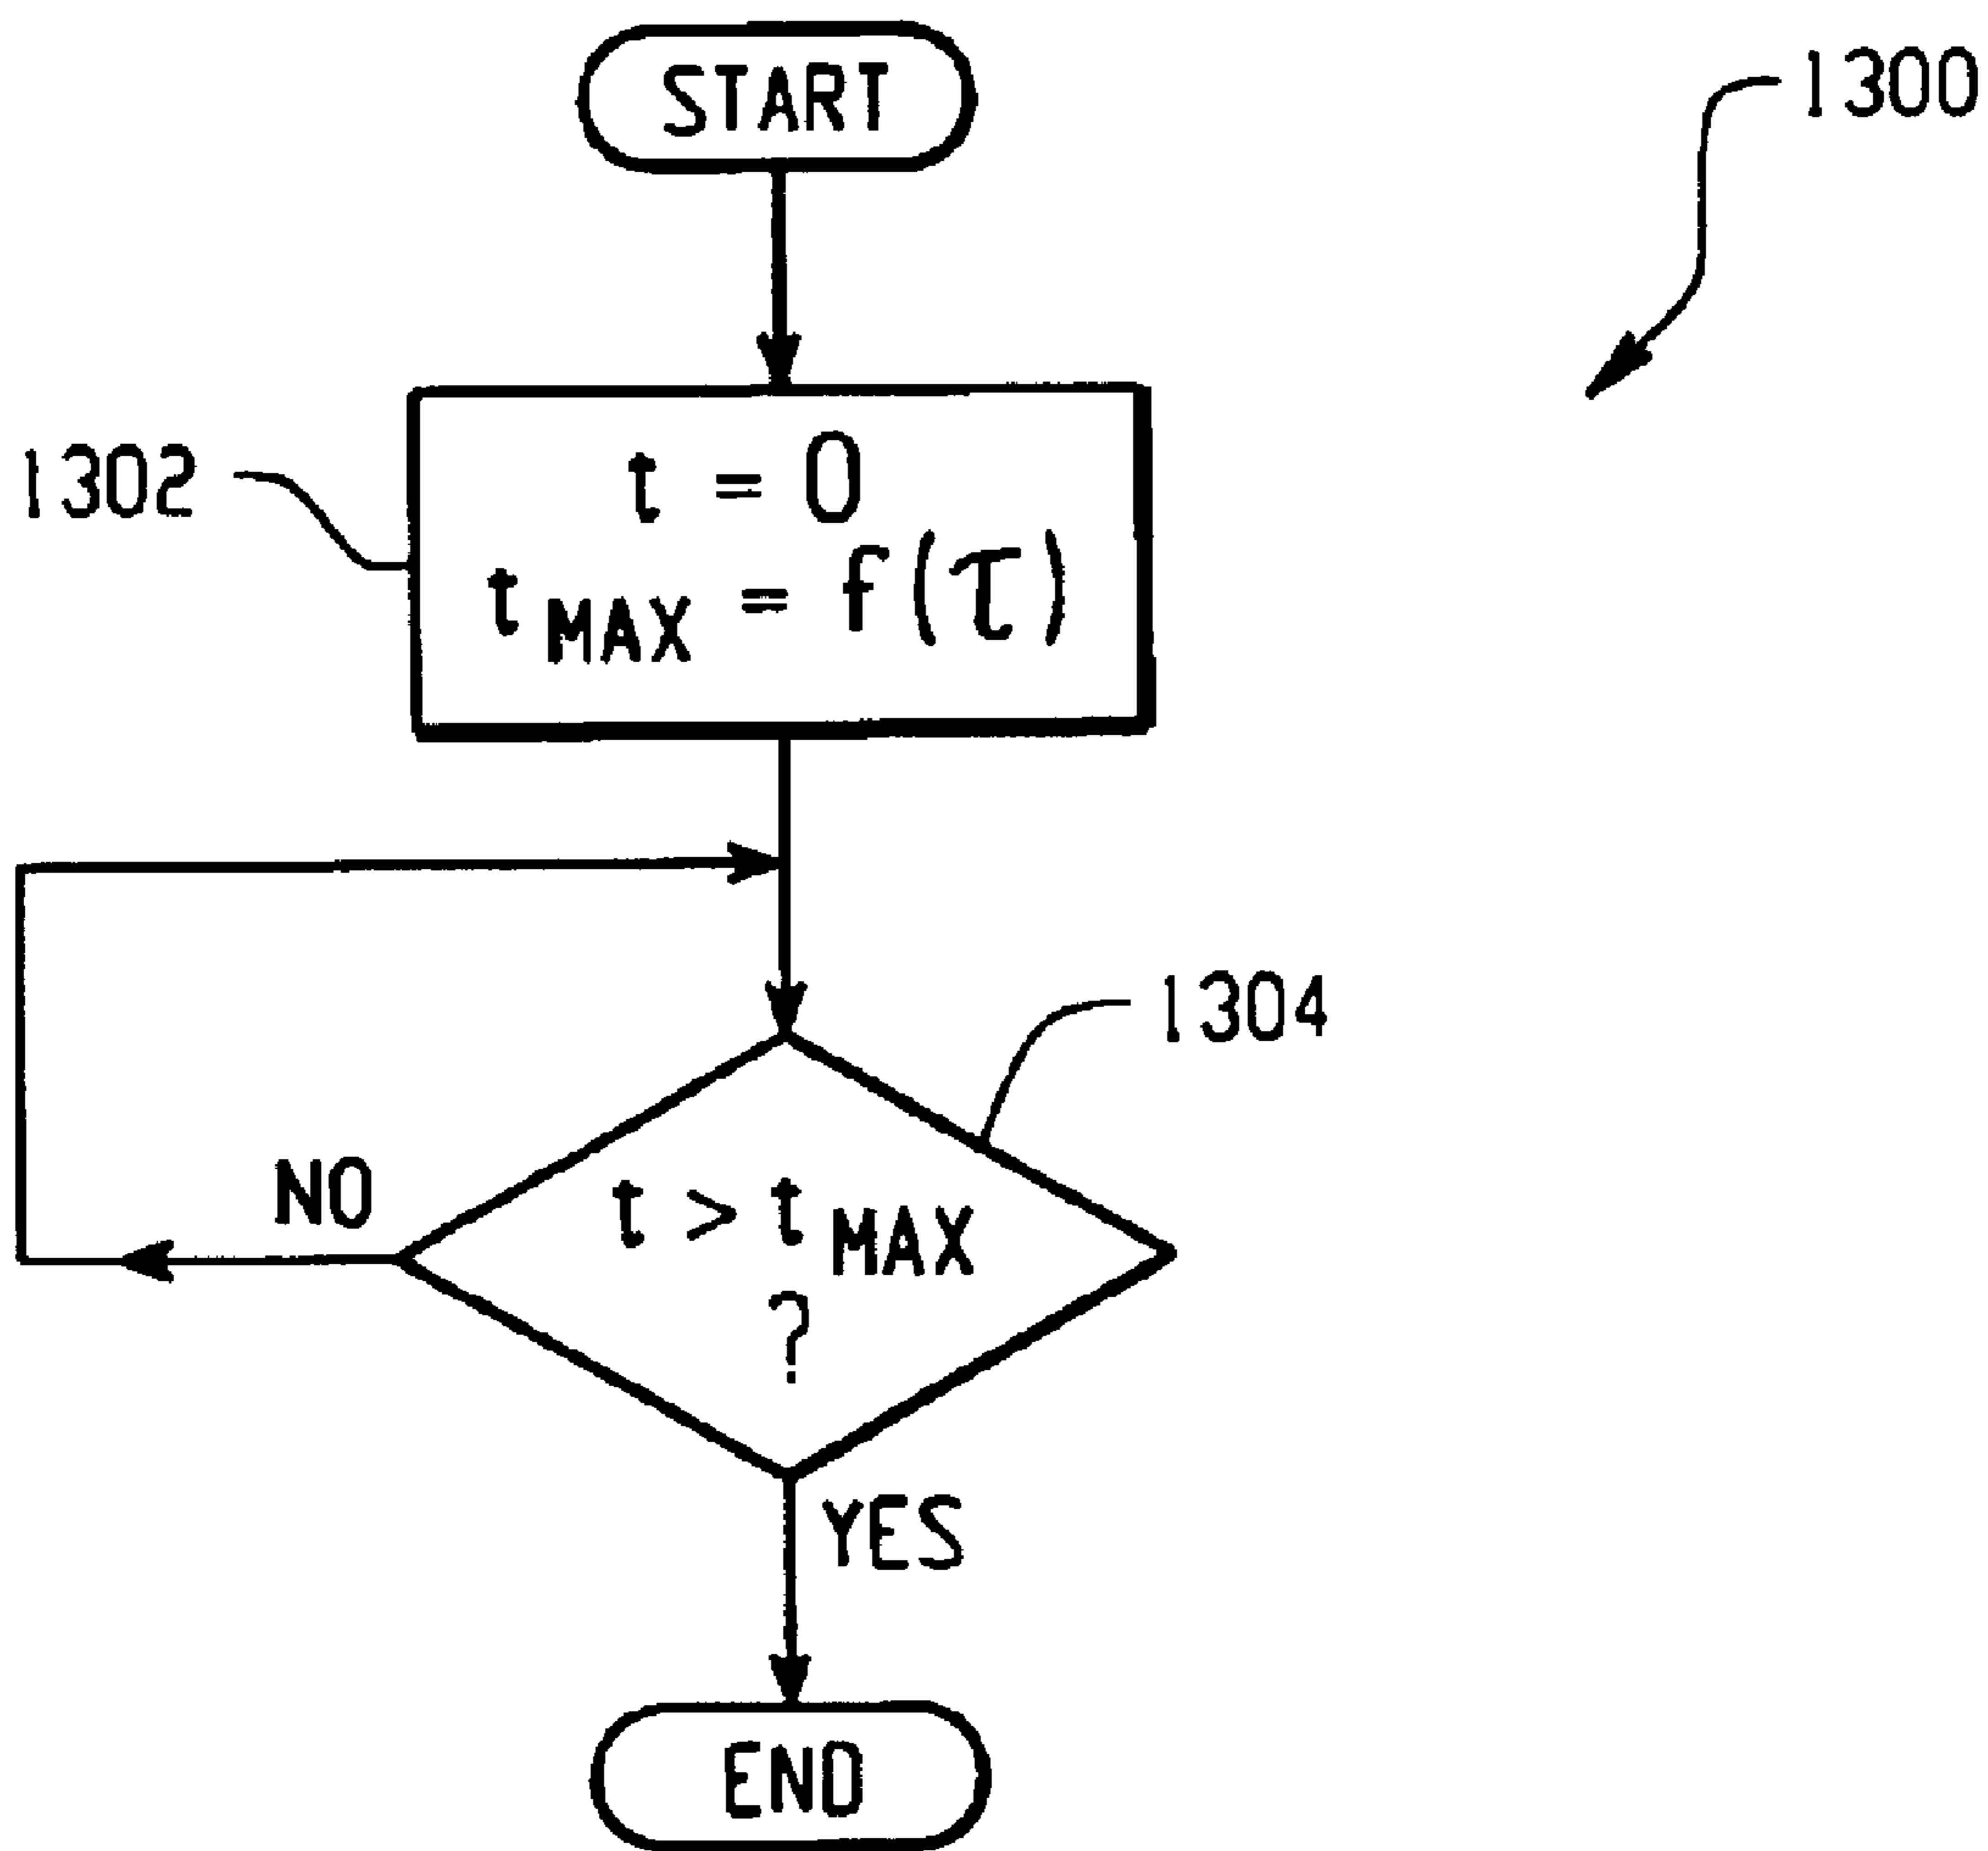 START
1300
1302
t = 0
t MAX = f(τ)
1304
NO
t > t MAX
?
YES
END